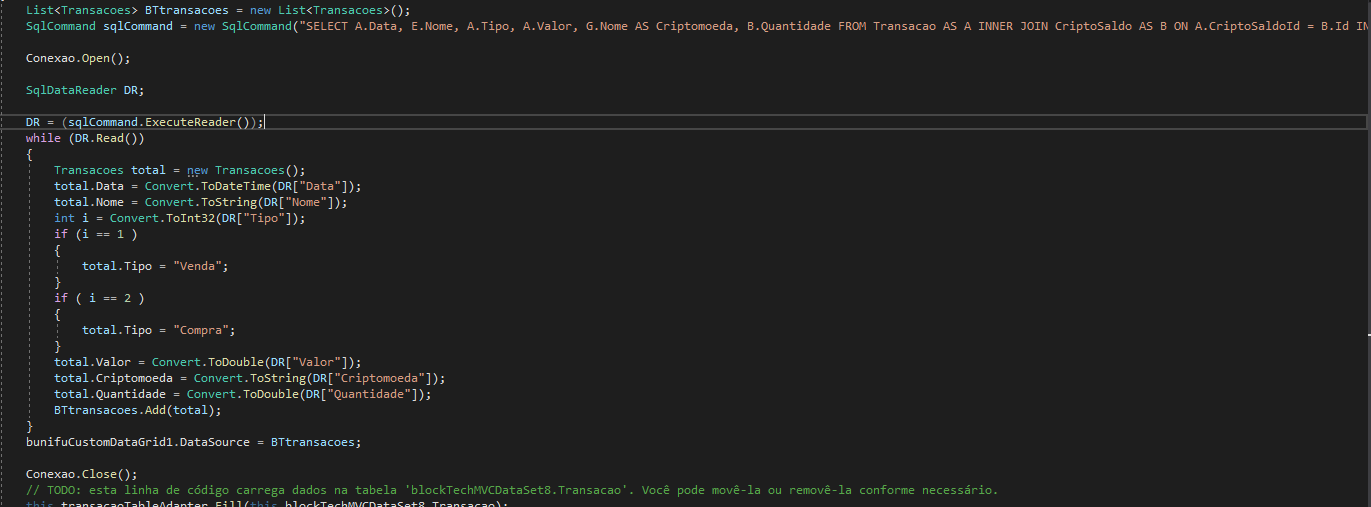 List<Transacoes> BTtransacoes = new List<Transacoes>();
SqlCommand sqlCommand = new SqlCommand("SELECT A.Data, E.Nome, A.Tipo, A.Valor, G.Nome AS Criptomoeda, B.Quantidade FROM Transacao AS A INNER JOIN CriptoSaldo AS B ON A.CriptoSaldoId = B.Id IN
Conexao.Open();
SqlDataReader DR;
DR = (sqlCommand.ExecuteReader());
while (DR.Read())
{
Transacoes total = new Transacoes();
total.Data = Convert.ToDateTime(DR["Data"]);
total.Nome = Convert.ToString(DR["Nome"]);
int i = Convert.ToInt32(DR["Tipo"]);
if (i == 1 )
{
total.Tipo = "Venda";
}
if ( i == 2 )
{
total.Tipo = "Compra";
}
total.Valor = Convert.ToDouble(DR["Valor"]);
total.Criptomoeda = Convert.ToString(DR["Criptomoeda"]);
total.Quantidade = Convert.ToDouble(DR["Quantidade"]);
BTtransacoes.Add(total);
}
bunifuCustomDataGrid1.DataSource = BTtransacoes;
Conexao.Close();
// TODO: esta linha de código carrega dados na tabela 'blockTechMVCDataSet8.Transacao'. Você pode movê-la ou removê-la conforme necessário.
this.transacaoTableAdapter.Fill(this.blockTechMVCDataSet8.Transacao);